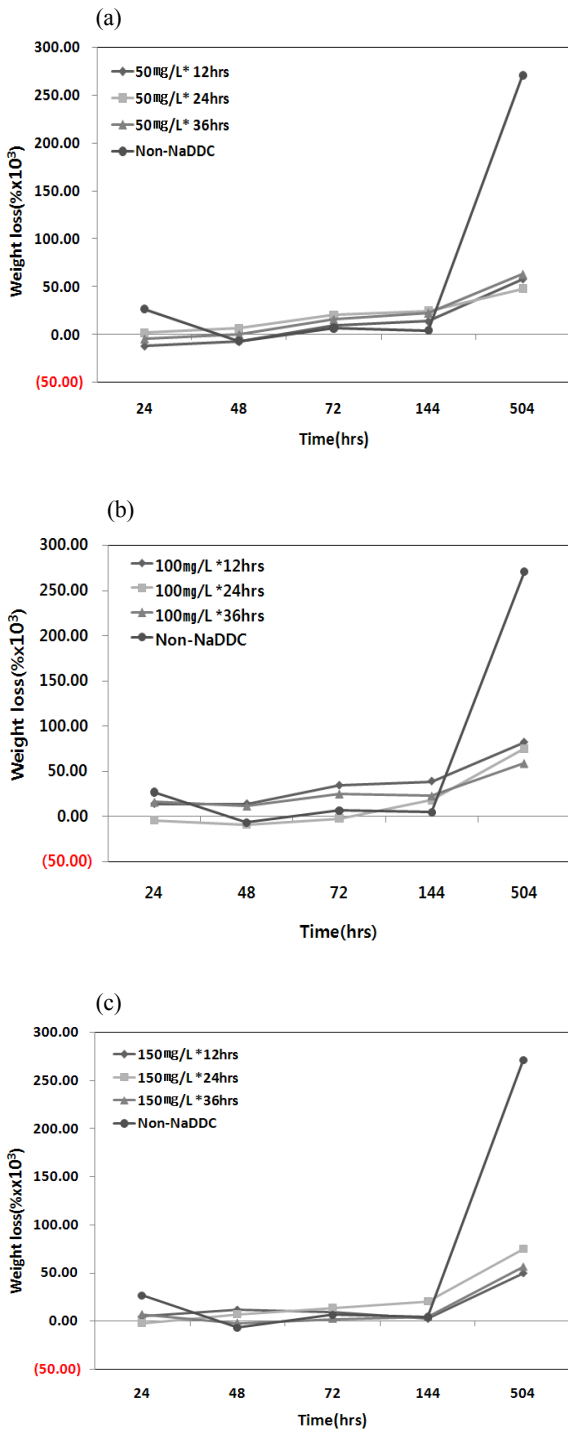 (a)
300.00
250.00
200.00
150.00
100.00
50.00
0.00
(50.00)
Weight loss(%x10³)
50㎎/L* 12hrs
50㎎/L* 24hrs
50㎎/L* 36hrs
Non-NaDDC
24 48 72 144 504
Time(hrs)
(b)
300.00
250.00
200.00
150.00
100.00
50.00
0.00
(50.00)
Weight loss(%x10³)
100㎎/L *12hrs
100㎎/L *24hrs
100㎎/L *36hrs
Non-NaDDC
24 48 72 144 504
Time(hrs)
(c)
300.00
250.00
200.00
150.00
100.00
50.00
0.00
(50.00)
Weight loss(%xx10³)
150㎎/L *12hrs
150㎎/L *24hrs
150㎎/L *36hrs
Non-NaDDC
24 48 72 144 504
Time(hrs)